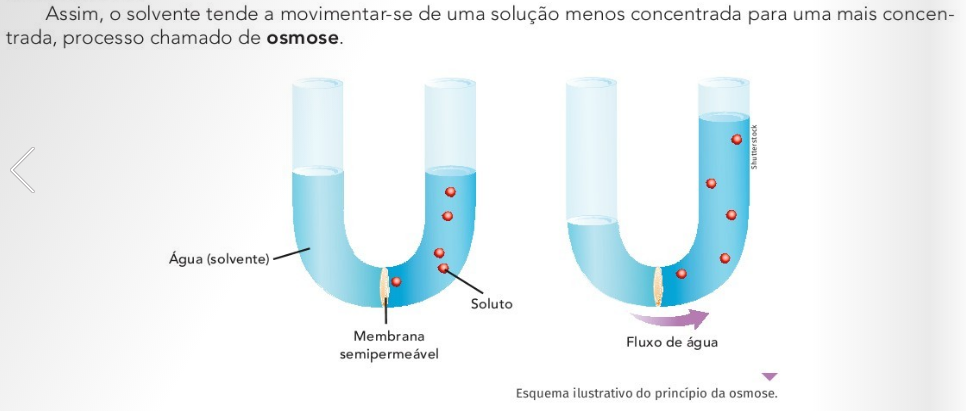 Assim, o solvente tende a movimentar-se de uma solução menos concentrada para uma mais concen-
trada, processo chamado de osmose.
Shutterstock
Água (solvente)
Soluto
Membrana
semipermeável
Fluxo de água
Esquema ilustrativo do princípio da osmose.